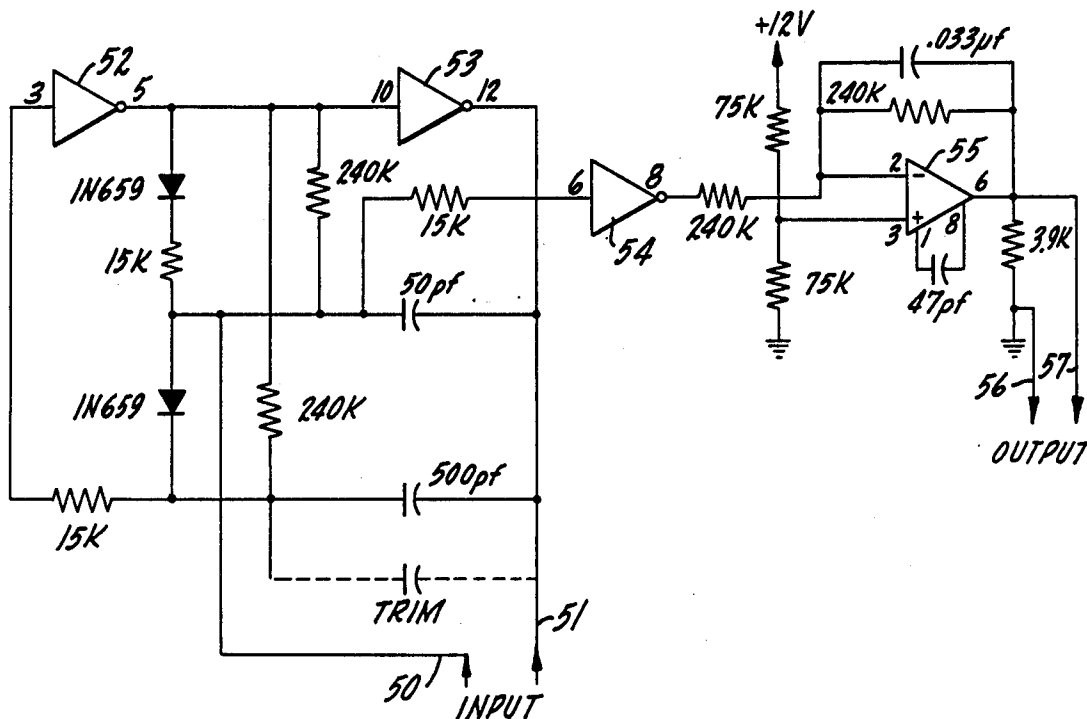 +12V
52
53
.033µf
3
5
10
12
75K
240K
55
IN659
240K
6
8
2
-
6
15K
240K
+
3
1
8
3.9K
15K
54
50pf
75K
47pf
IN659
240K
56
57
OUTPUT
500pf
15K
TRIM
51
50
INPUT